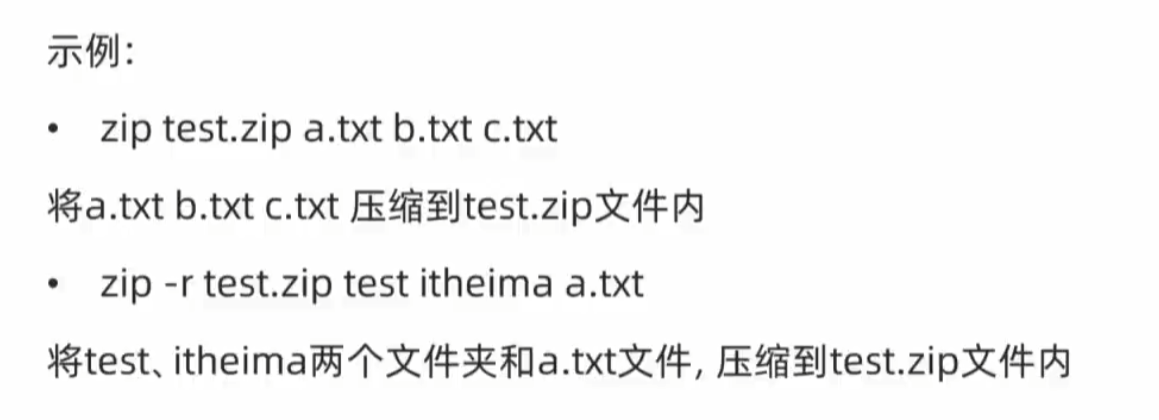 示例：
• zip test.zip a.txt b.txt c.txt
将a.txt b.txt c.txt 压缩到test.zip文件内
• zip -r test.zip test itheima a.txt
将test、itheima两个文件夹和a.txt文件, 压缩到test.zip文件内